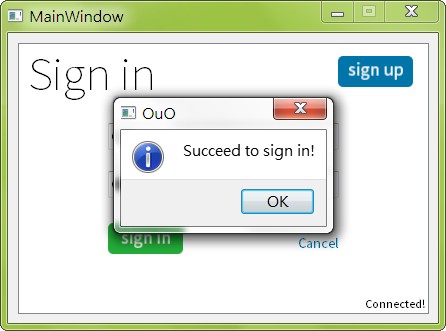 MainWindow
Sign in
sign up
OuO
Succeed to sign in!
OK
sign in
Cancel
Connected!